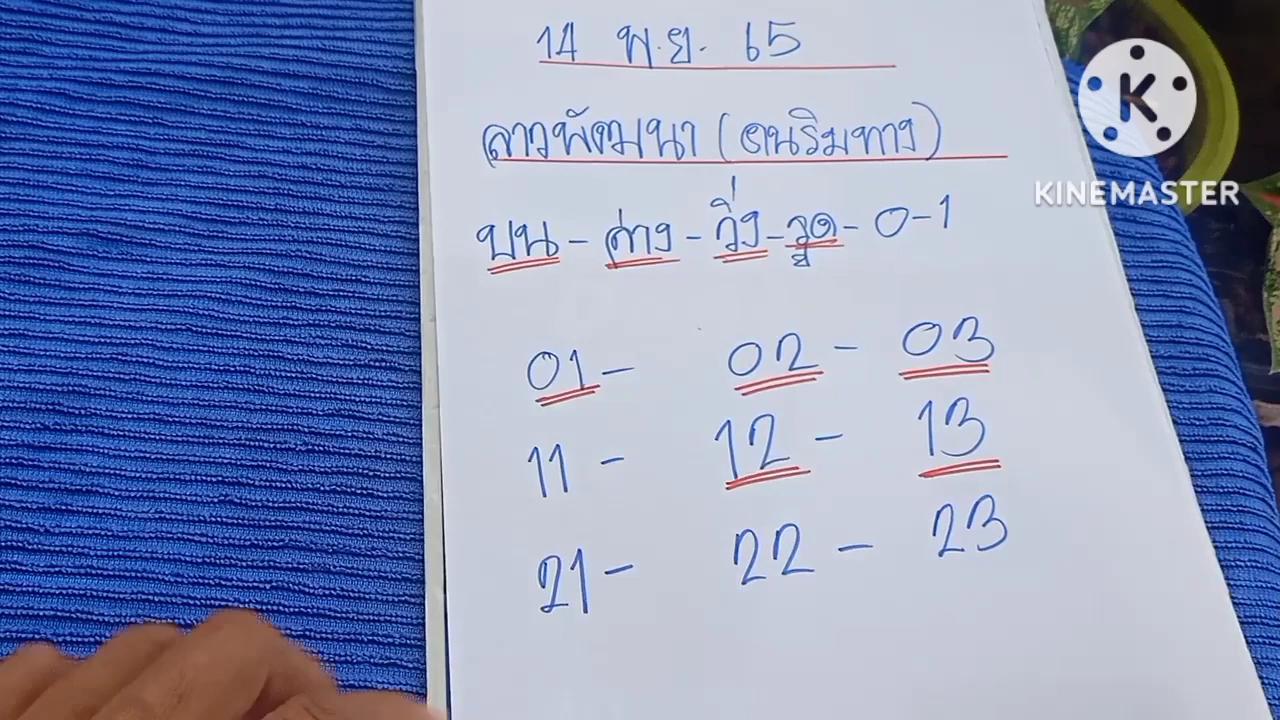 14 พ.ย. 65
ลาวพัฒนา (คนริมทาง)
บน - ล่าง - วิ่ง - รูด - 0-1
01 - 02 - 03
11 - 12 - 13
21 - 22 - 23
K
KINEMASTER